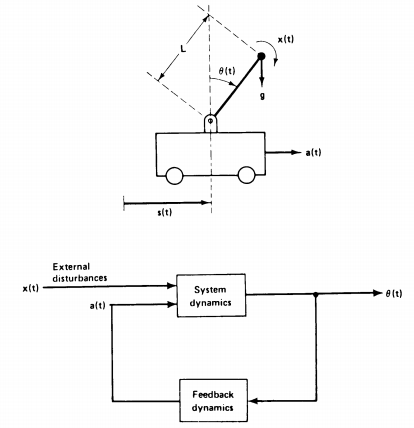 L
x(t)
θ(t)
g
a(t)
s(t)
External
disturbances
x(t)
a(t)
System
dynamics
θ(t)
Feedback
dynamics